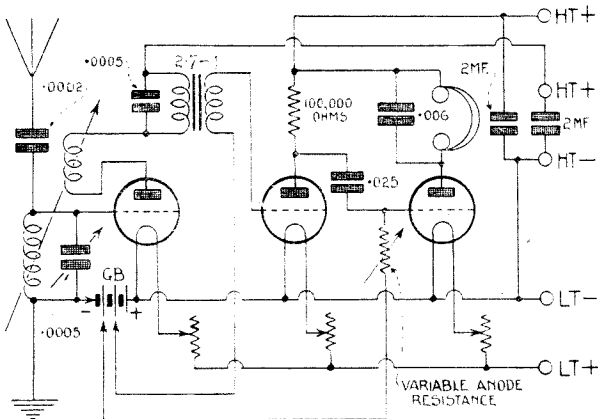 HT+
.0005
2·7-1
.0002
2MF.
HT+
100,000
OHMS
.006
2MF
HT-
.025
GB
- +
LT-
.0005
LT+
VARIABLE ANODE
RESISTANCE